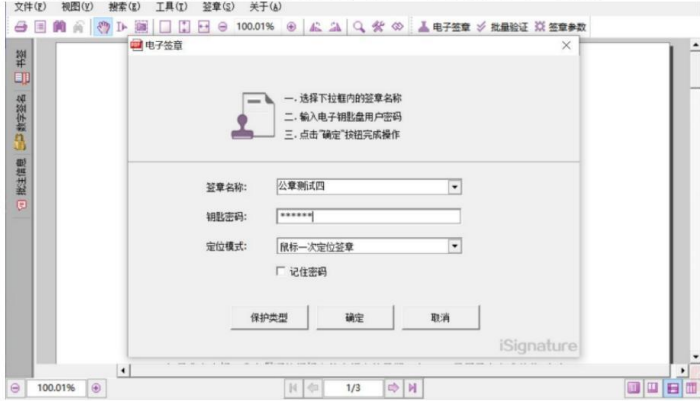 文件(F) 视图(V) 搜索(E) 工具(T) 签章(S) 关于(A)
100.01% 电子签章 批量验证 签章参数
电子签章
书签
数字签名
批注信息
一. 选择下拉框内的签章名称
二. 输入电子钥匙盘用户密码
三. 点击"确定"按钮完成操作
签章名称: 公章测试四
钥匙密码: ******
定位模式: 鼠标一次定位签章
记住密码
保护类型 确定 取消
iSignature
100.01% 1/3